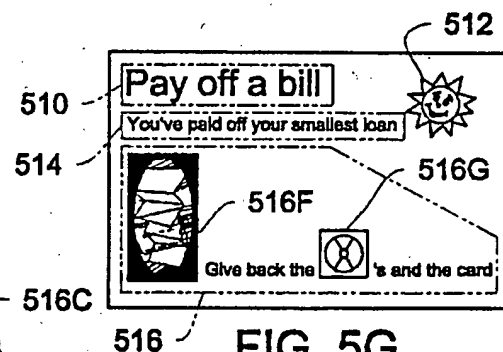 512
510
Pay off a bill
514
You've paid off your smallest loan
516G
516F
Give back the 's and the card
516C
516
FIG. 5G